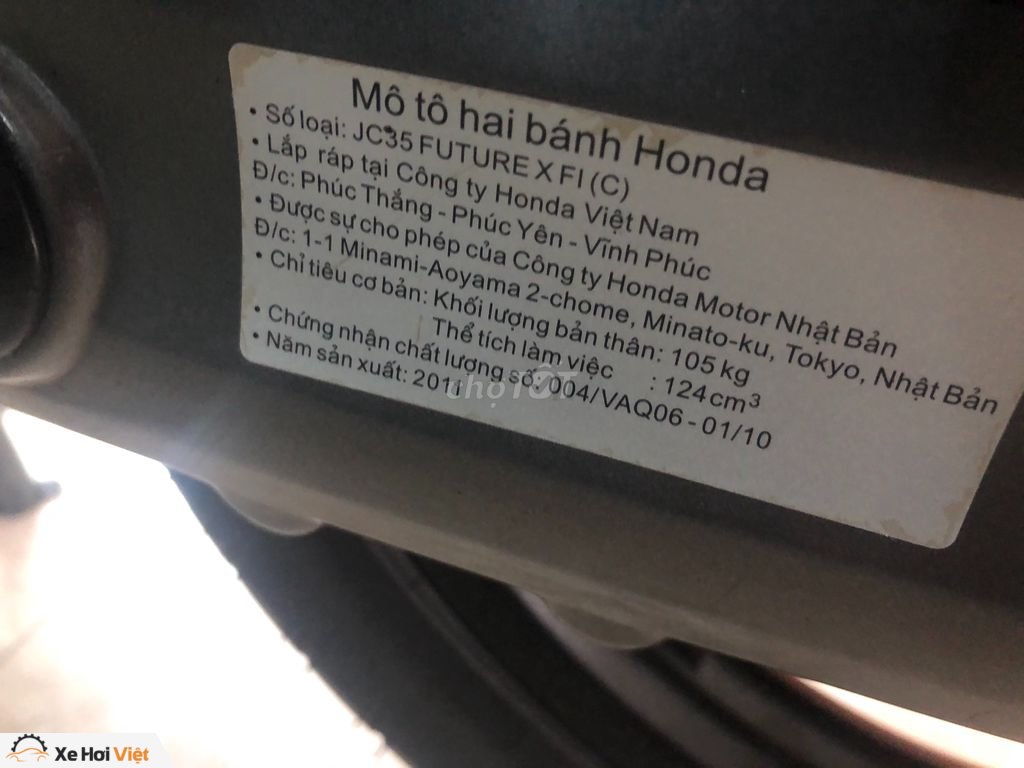 Mô tô hai bánh Honda
• Số loại: JC35 FUTURE X FI (C)
• Lắp ráp tại Công ty Honda Việt Nam
Đ/c: Phúc Thắng - Phúc Yên - Vĩnh Phúc
• Được sự cho phép của Công ty Honda Motor Nhật Bản
Đ/c: 1-1 Minami-Aoyama 2-chome, Minato-ku, Tokyo, Nhật Bản
• Chỉ tiêu cơ bản: Khối lượng bản thân: 105 kg
Thể tích làm việc : 124 cm³
• Chứng nhận chất lượng số: 004/VAQ06 - 01/10
• Năm sản xuất: 2011
chợTỐT
Xe Hơi Việt